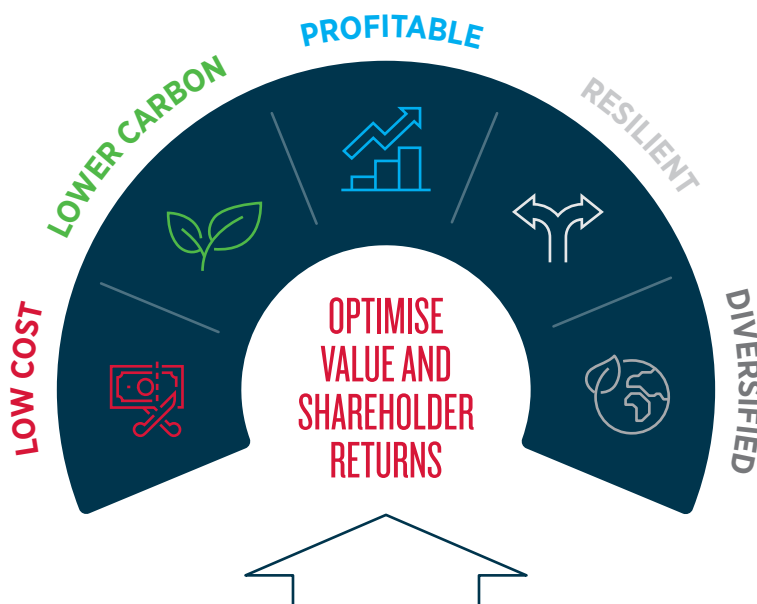 PROFITABLE
LOWER CARBON
RESILIENT
LOW COST
DIVERSIFIED
OPTIMISE
VALUE AND
SHAREHOLDER
RETURNS